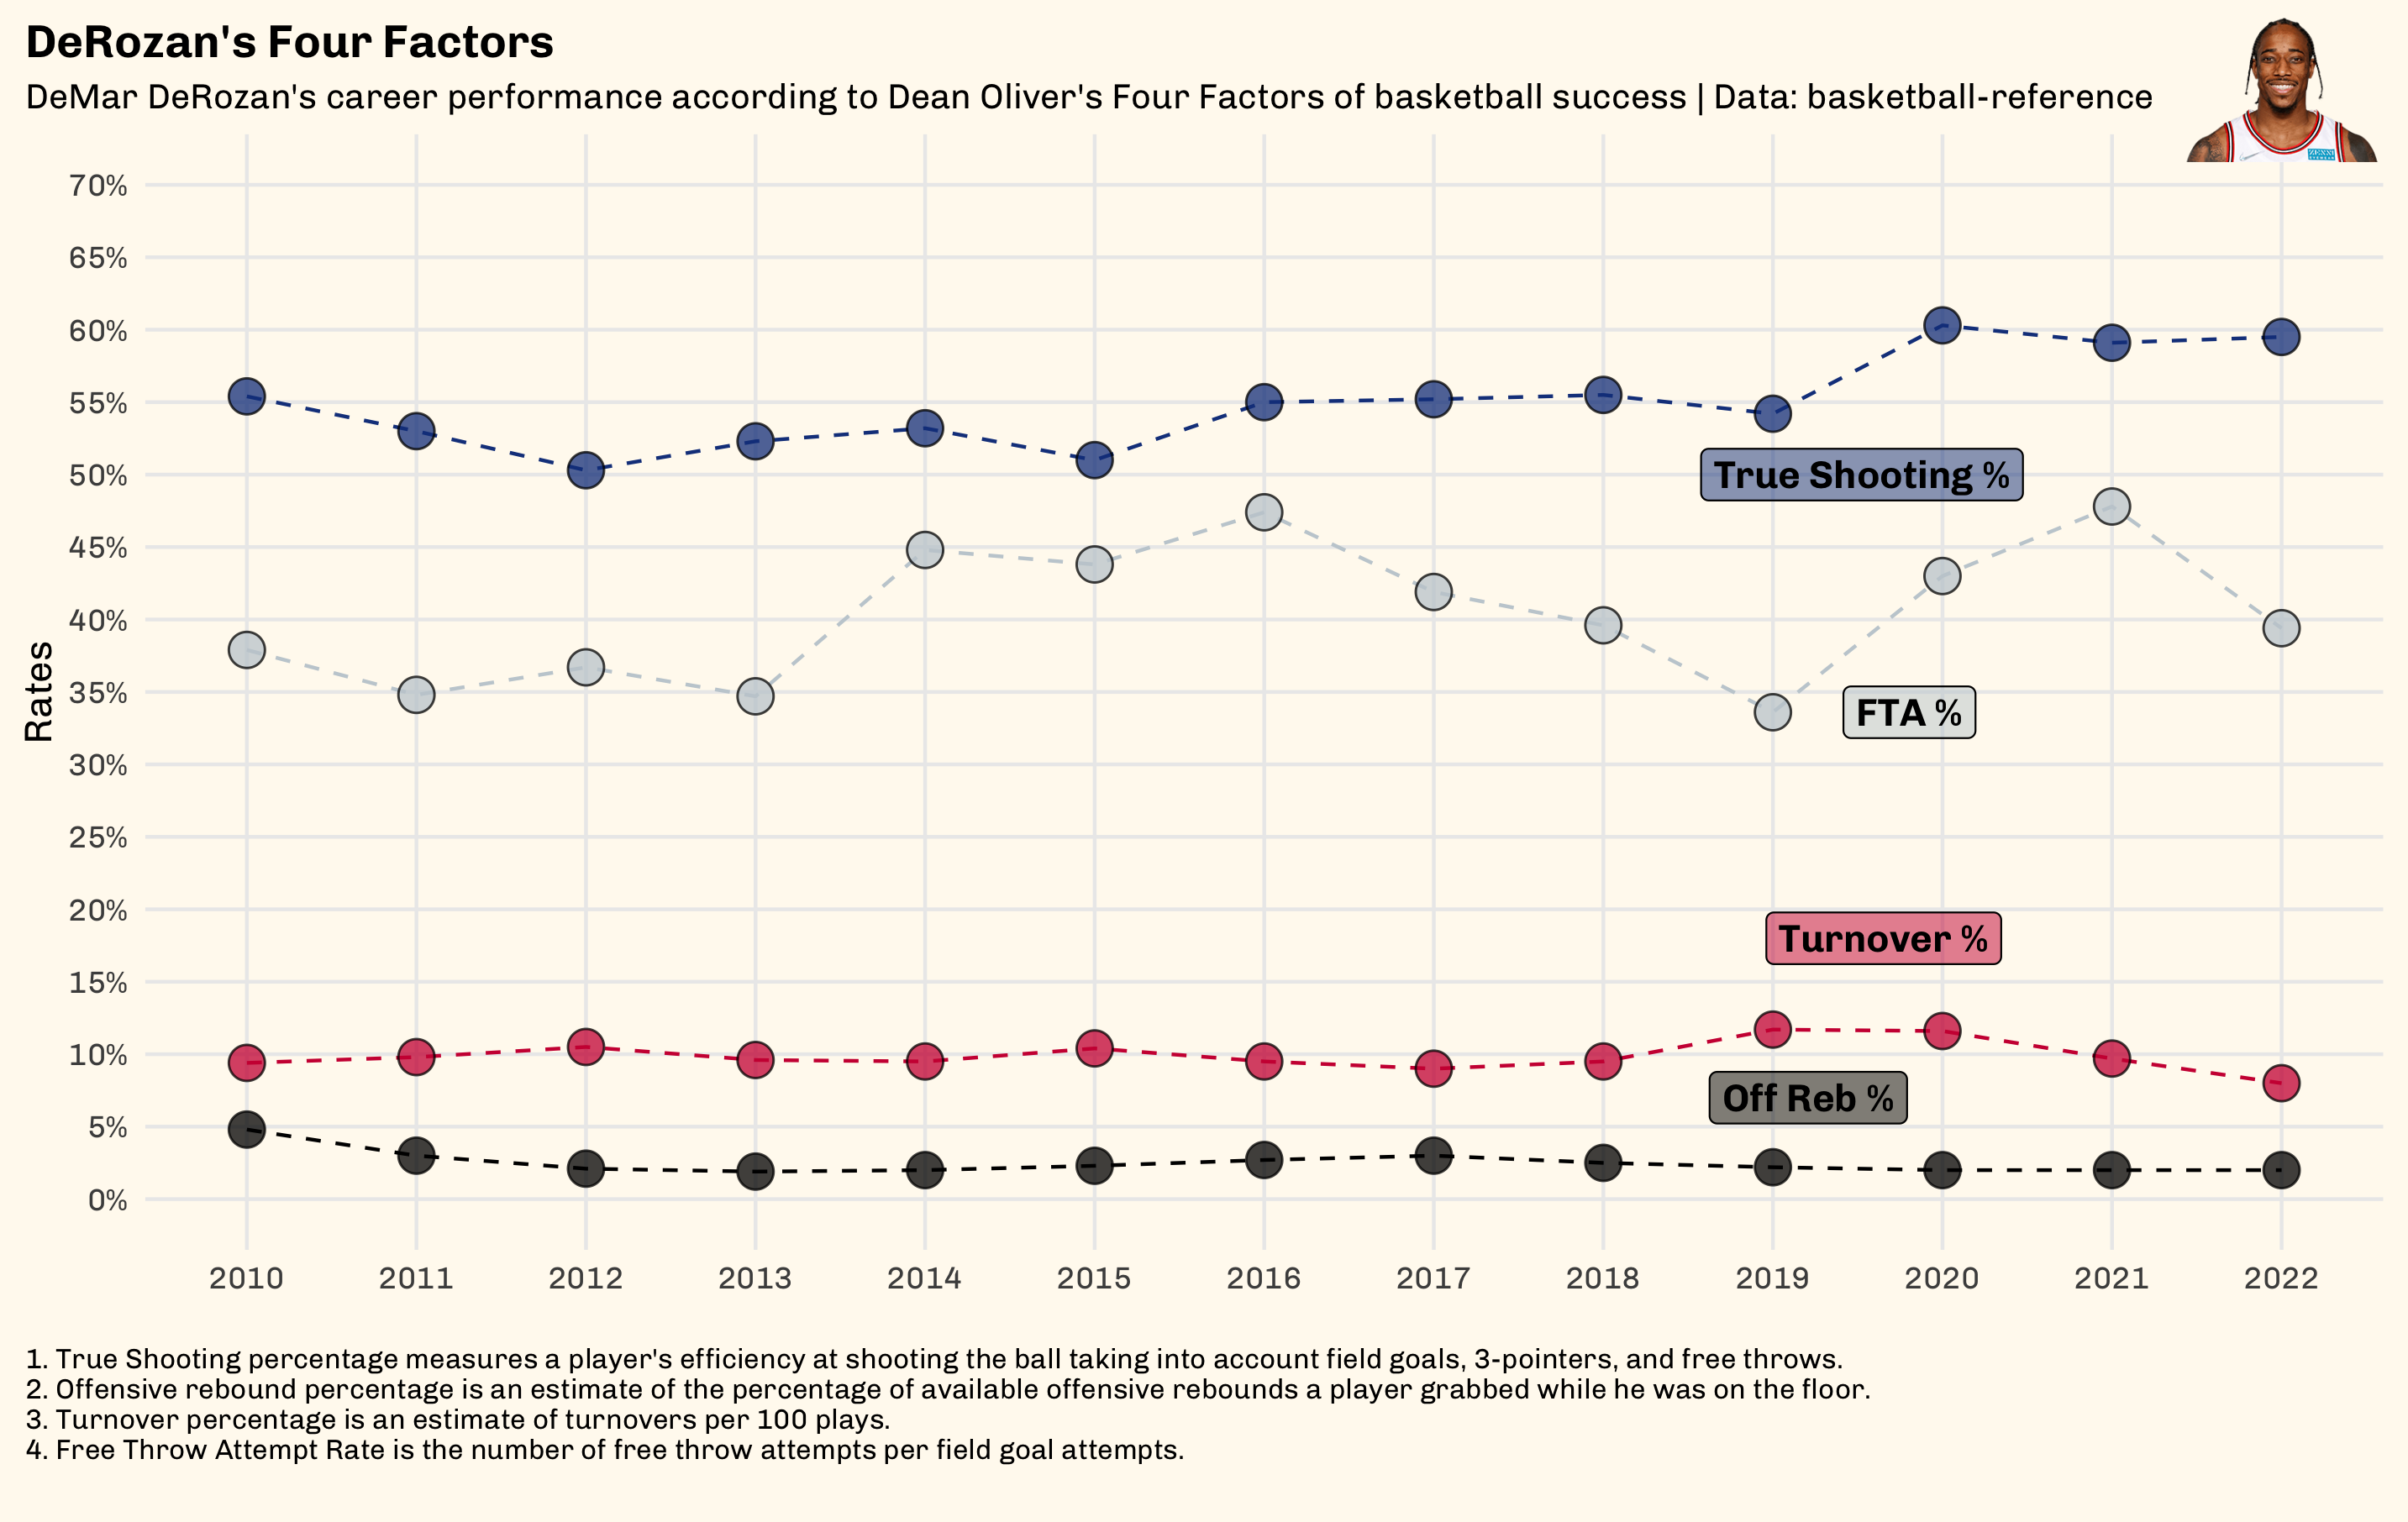 DeRozan's Four Factors
DeMar DeRozan's career performance according to Dean Oliver's Four Factors of basketball success | Data: basketball-reference
70%
65%
60%
55%
50%
45%
40%
35%
30%
25%
20%
15%
10%
5%
0%
Rates
True Shooting %
FTA %
Turnover %
Off Reb %
2010 2011 2012 2013 2014 2015 2016 2017 2018 2019 2020 2021 2022
1. True Shooting percentage measures a player's efficiency at shooting the ball taking into account field goals, 3-pointers, and free throws.
2. Offensive rebound percentage is an estimate of the percentage of available offensive rebounds a player grabbed while he was on the floor.
3. Turnover percentage is an estimate of turnovers per 100 plays.
4. Free Throw Attempt Rate is the number of free throw attempts per field goal attempts.